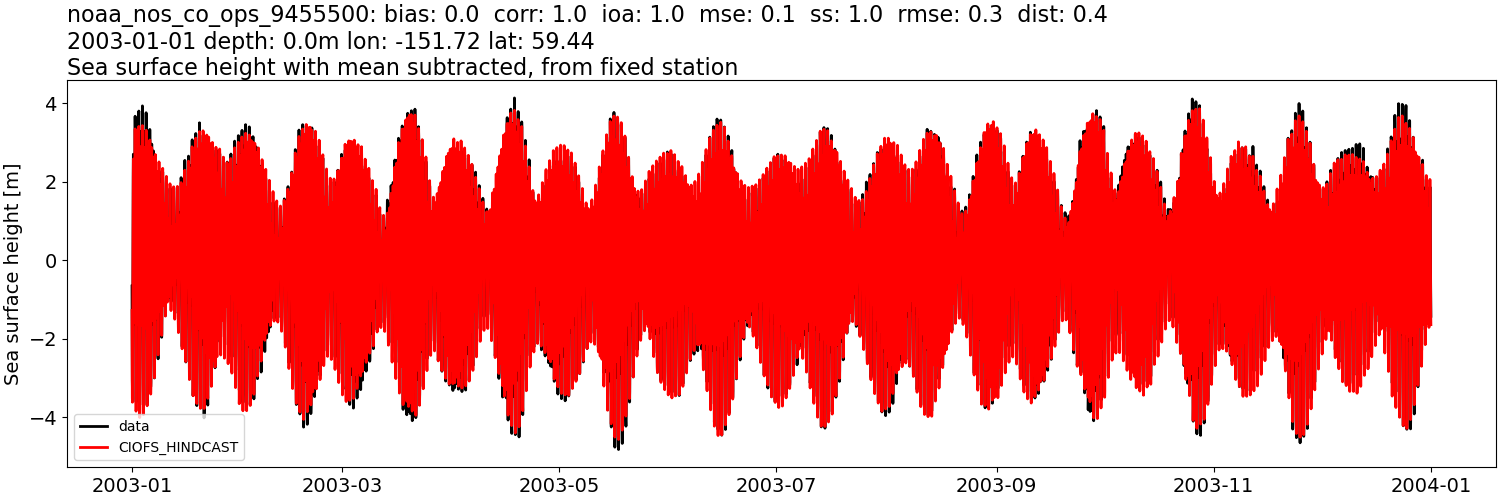 noaa_nos_co_ops_9455500: bias: 0.0  corr: 1.0  ioa: 1.0  mse: 0.1  ss: 1.0  rmse: 0.3  dist: 0.4
2003-01-01 depth: 0.0m lon: -151.72 lat: 59.44
Sea surface height with mean subtracted, from fixed station
Sea surface height [m]
4
2
0
−2
−4
data
CIOFS_HINDCAST
2003-01 2003-03 2003-05 2003-07 2003-09 2003-11 2004-01